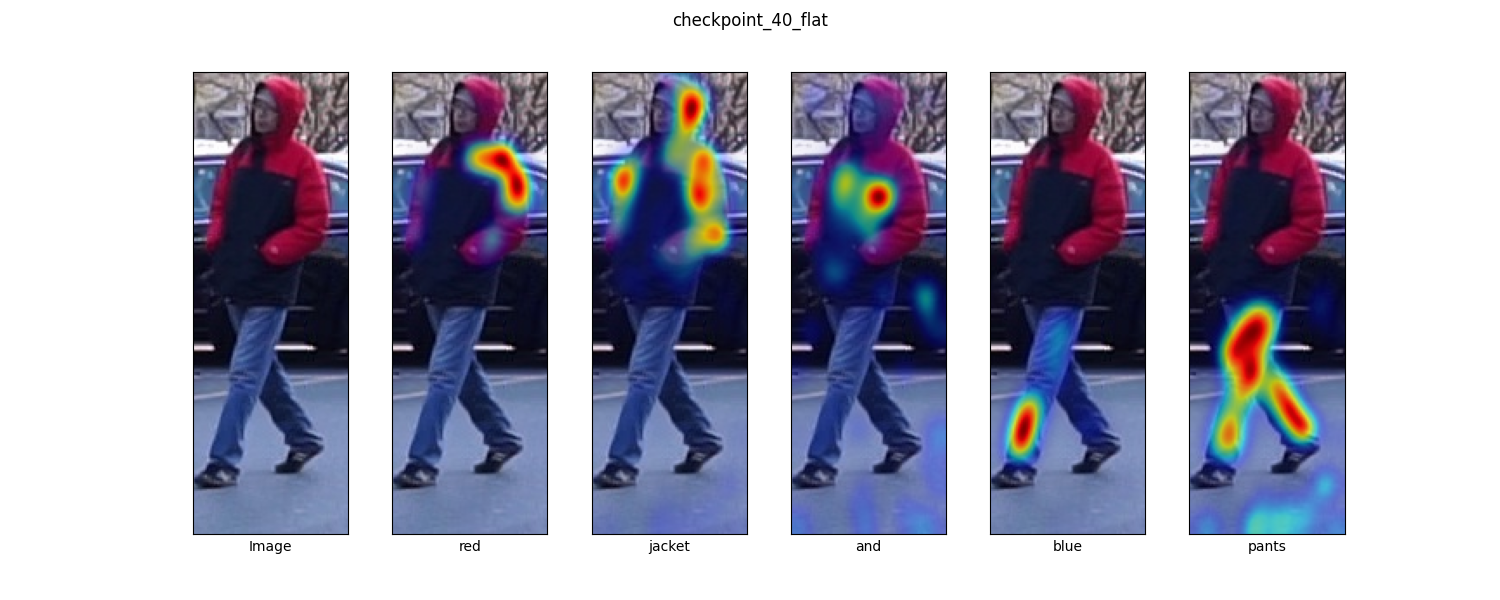 checkpoint_40_flat
Image
red
jacket
and
blue
pants